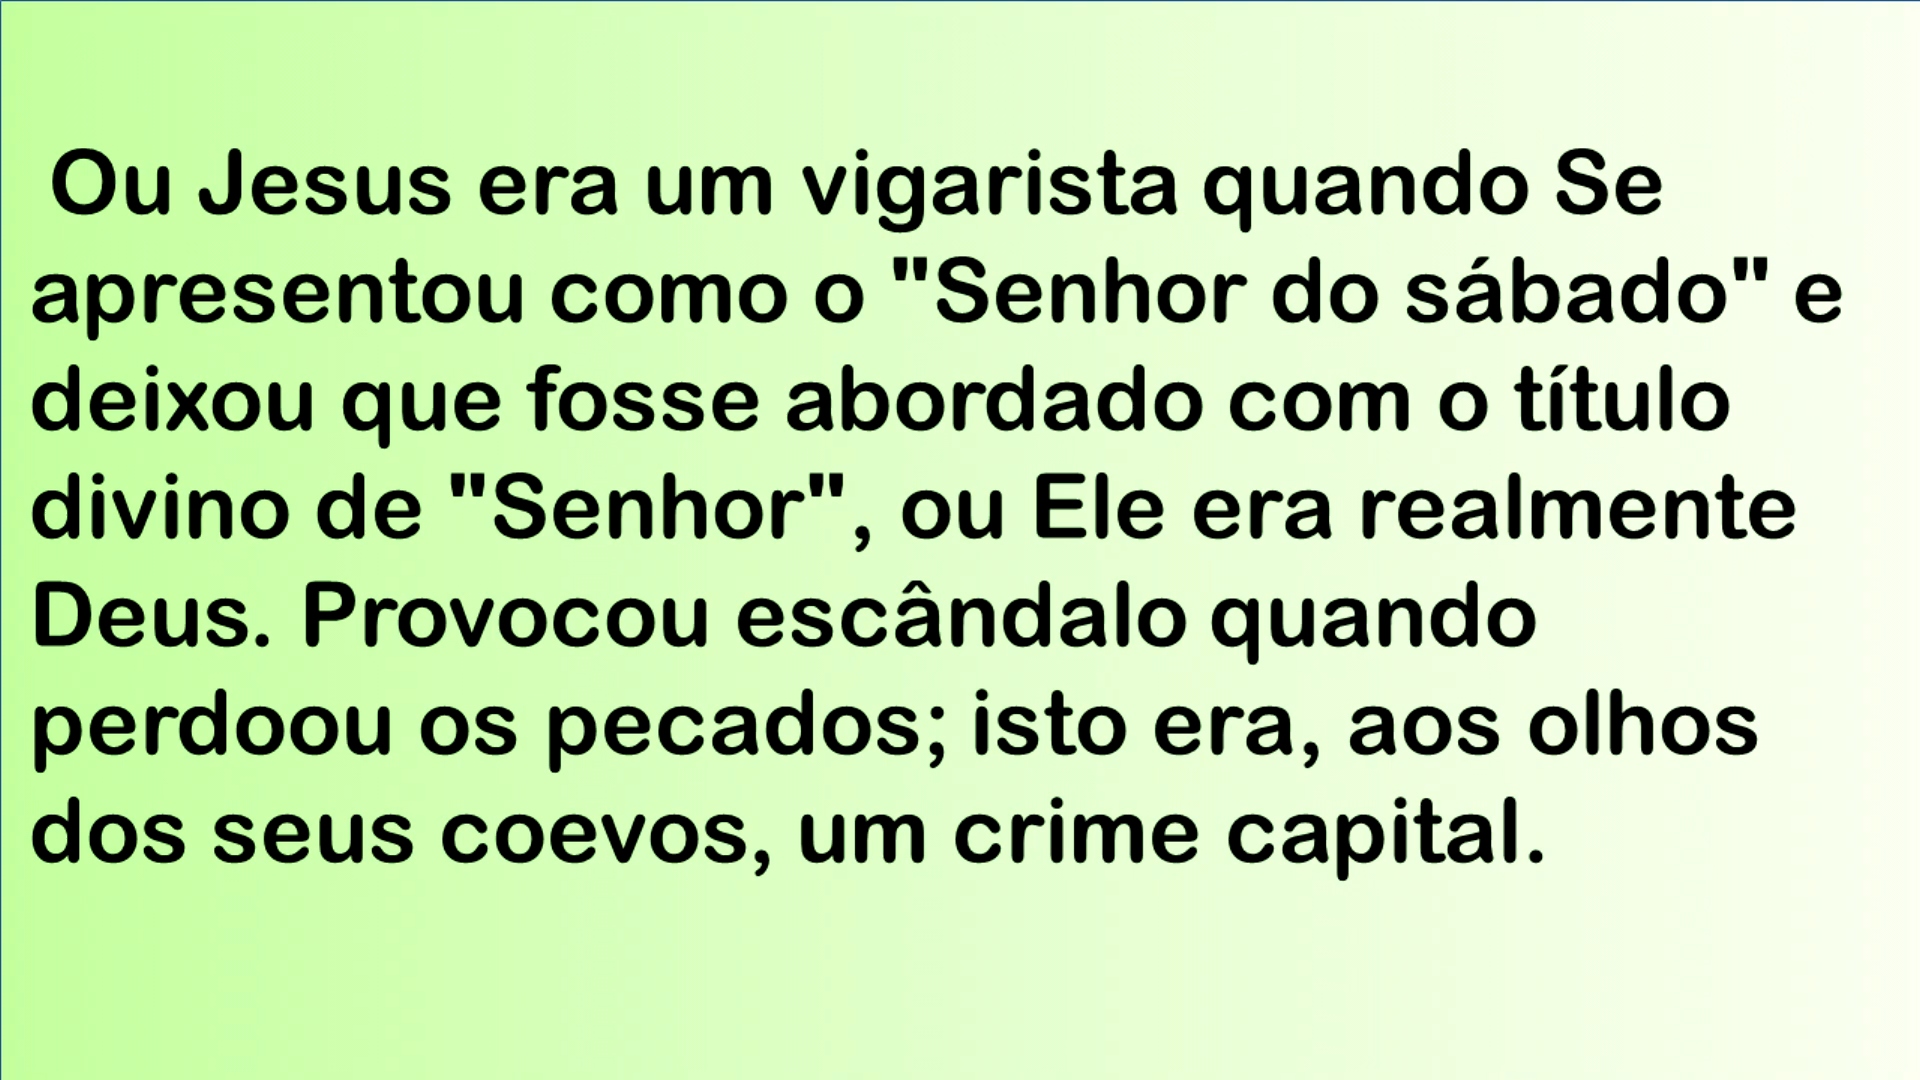 Ou Jesus era um vigarista quando Se
apresentou como o "Senhor do sábado" e
deixou que fosse abordado com o título
divino de "Senhor", ou Ele era realmente
Deus. Provocou escândalo quando
perdoou os pecados; isto era, aos olhos
dos seus coevos, um crime capital.